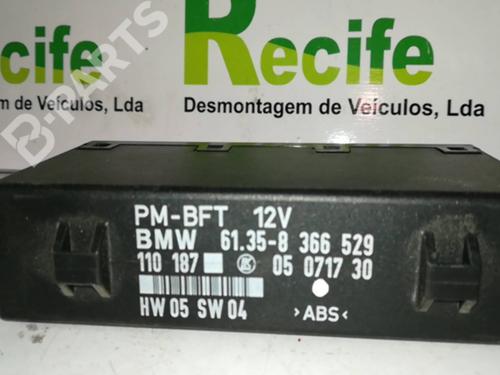 ecife
Recife
de Veículos, Lda
Desmontagem de Veículos, Lda
B-PARTS
PM-BFT 12V
BMW 61.35-8 366 529
110 187 05 0717 30
HW 05 SW 04 >ABS<